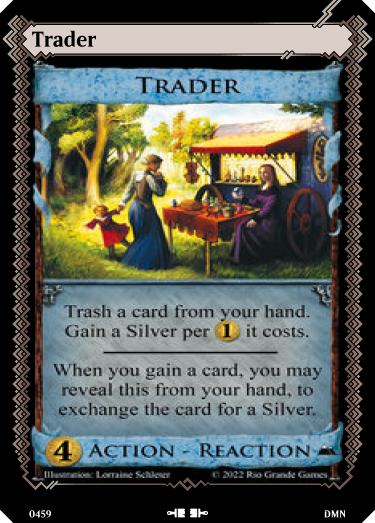 Trader
TRADER
Trash a card from your hand.
Gain a Silver per 1 it costs.
When you gain a card, you may
reveal this from your hand, to
exchange the card for a Silver.
4 ACTION - REACTION
Illustration: Lorraine Schleter © 2022 Rio Grande Games
0459 DMN